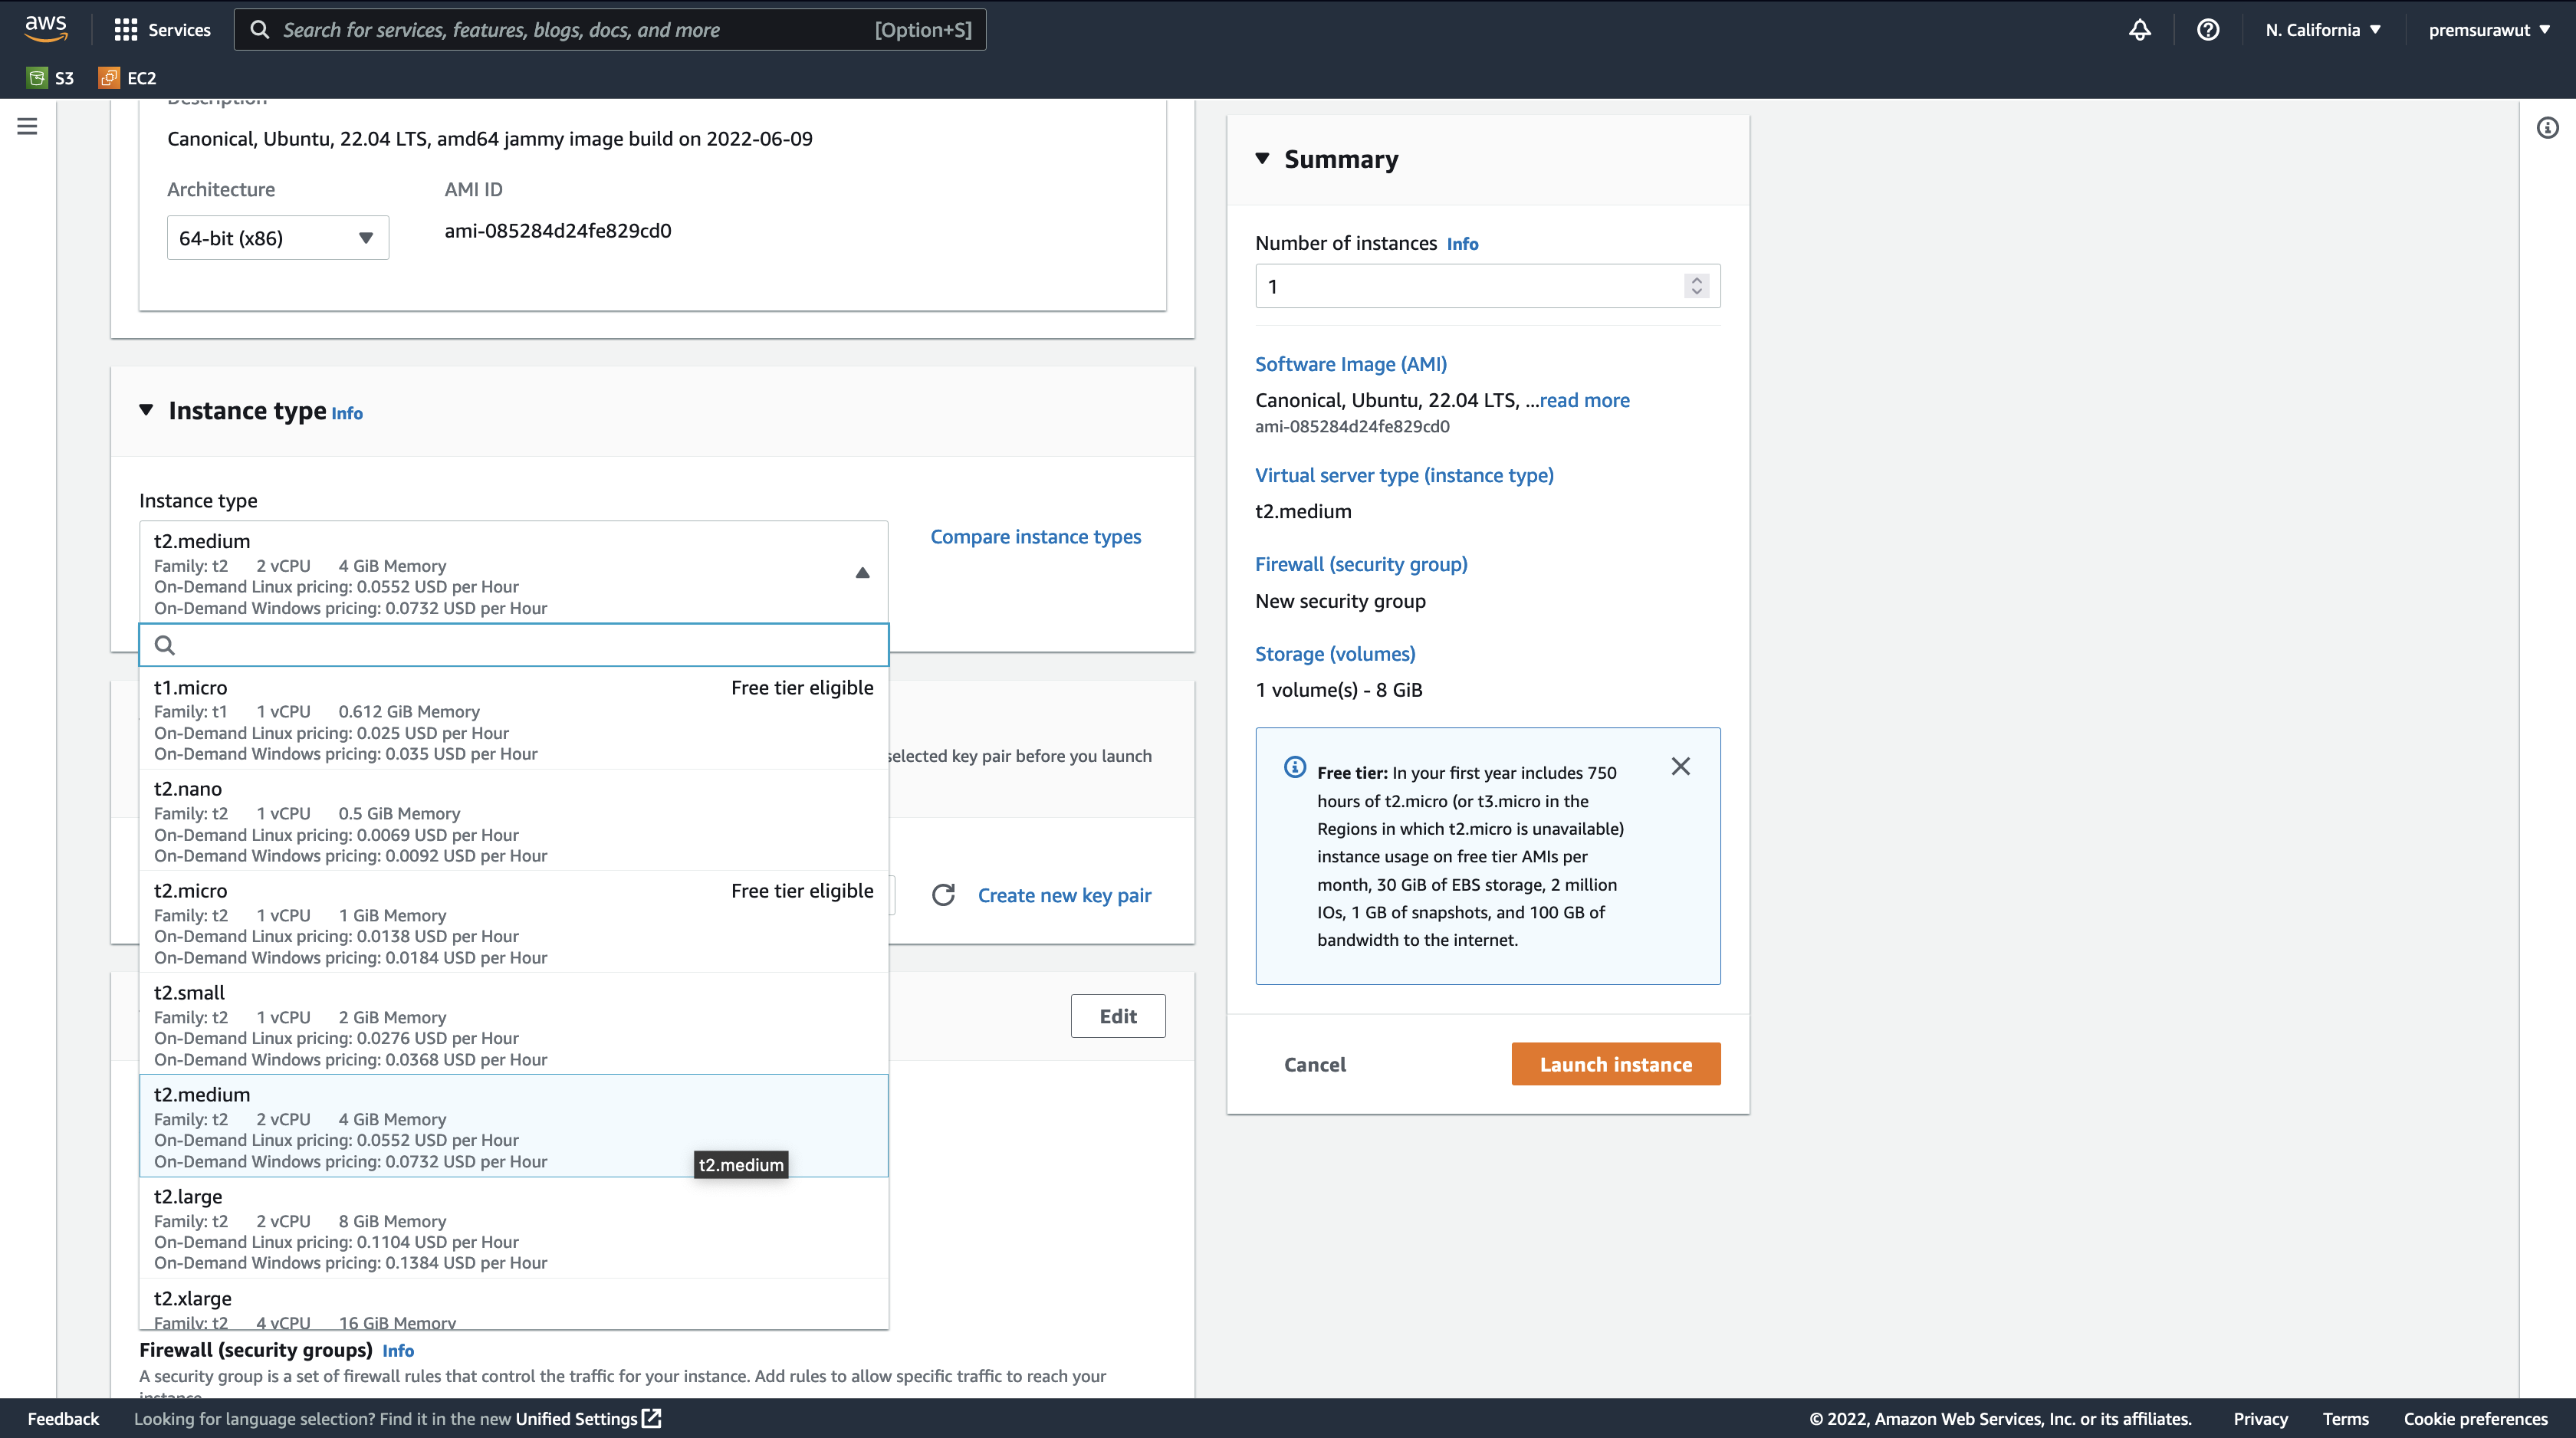 aws
Services
Search for services, features, blogs, docs, and more
[Option+S]
N. California
premsurawut
S3
EC2
Description
Canonical, Ubuntu, 22.04 LTS, amd64 jammy image build on 2022-06-09
Architecture
AMI ID
64-bit (x86)
ami-085284d24fe829cd0
Instance type Info
Instance type
t2.medium
Family: t2 2 vCPU 4 GiB Memory
On-Demand Linux pricing: 0.0552 USD per Hour
On-Demand Windows pricing: 0.0732 USD per Hour
Compare instance types
t1.micro Free tier eligible
Family: t1 1 vCPU 0.612 GiB Memory
On-Demand Linux pricing: 0.025 USD per Hour
On-Demand Windows pricing: 0.035 USD per Hour
selected key pair before you launch
t2.nano
Family: t2 1 vCPU 0.5 GiB Memory
On-Demand Linux pricing: 0.0069 USD per Hour
On-Demand Windows pricing: 0.0092 USD per Hour
t2.micro Free tier eligible
Family: t2 1 vCPU 1 GiB Memory
On-Demand Linux pricing: 0.0138 USD per Hour
On-Demand Windows pricing: 0.0184 USD per Hour
Create new key pair
t2.small
Family: t2 1 vCPU 2 GiB Memory
On-Demand Linux pricing: 0.0276 USD per Hour
On-Demand Windows pricing: 0.0368 USD per Hour
Edit
t2.medium
Family: t2 2 vCPU 4 GiB Memory
On-Demand Linux pricing: 0.0552 USD per Hour
On-Demand Windows pricing: 0.0732 USD per Hour
t2.medium
t2.large
Family: t2 2 vCPU 8 GiB Memory
On-Demand Linux pricing: 0.1104 USD per Hour
On-Demand Windows pricing: 0.1384 USD per Hour
t2.xlarge
Family: t2 4 vCPU 16 GiB Memory
Firewall (security groups) Info
A security group is a set of firewall rules that control the traffic for your instance. Add rules to allow specific traffic to reach your
instance.
Summary
Number of instances Info
1
Software Image (AMI)
Canonical, Ubuntu, 22.04 LTS, ...read more
ami-085284d24fe829cd0
Virtual server type (instance type)
t2.medium
Firewall (security group)
New security group
Storage (volumes)
1 volume(s) - 8 GiB
Free tier: In your first year includes 750
hours of t2.micro (or t3.micro in the
Regions in which t2.micro is unavailable)
instance usage on free tier AMIs per
month, 30 GiB of EBS storage, 2 million
IOs, 1 GB of snapshots, and 100 GB of
bandwidth to the internet.
Cancel
Launch instance
Feedback
Looking for language selection? Find it in the new Unified Settings
© 2022, Amazon Web Services, Inc. or its affiliates.
Privacy
Terms
Cookie preferences